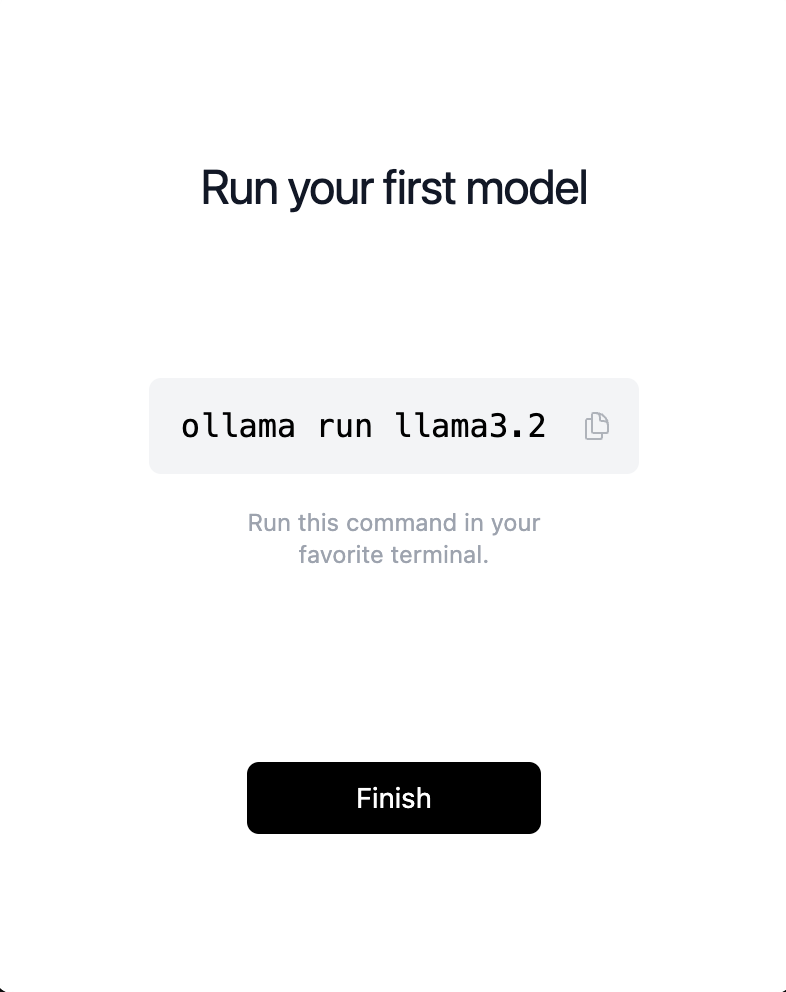 Run your first model
ollama run llama3.2
Run this command in your
favorite terminal.
Finish